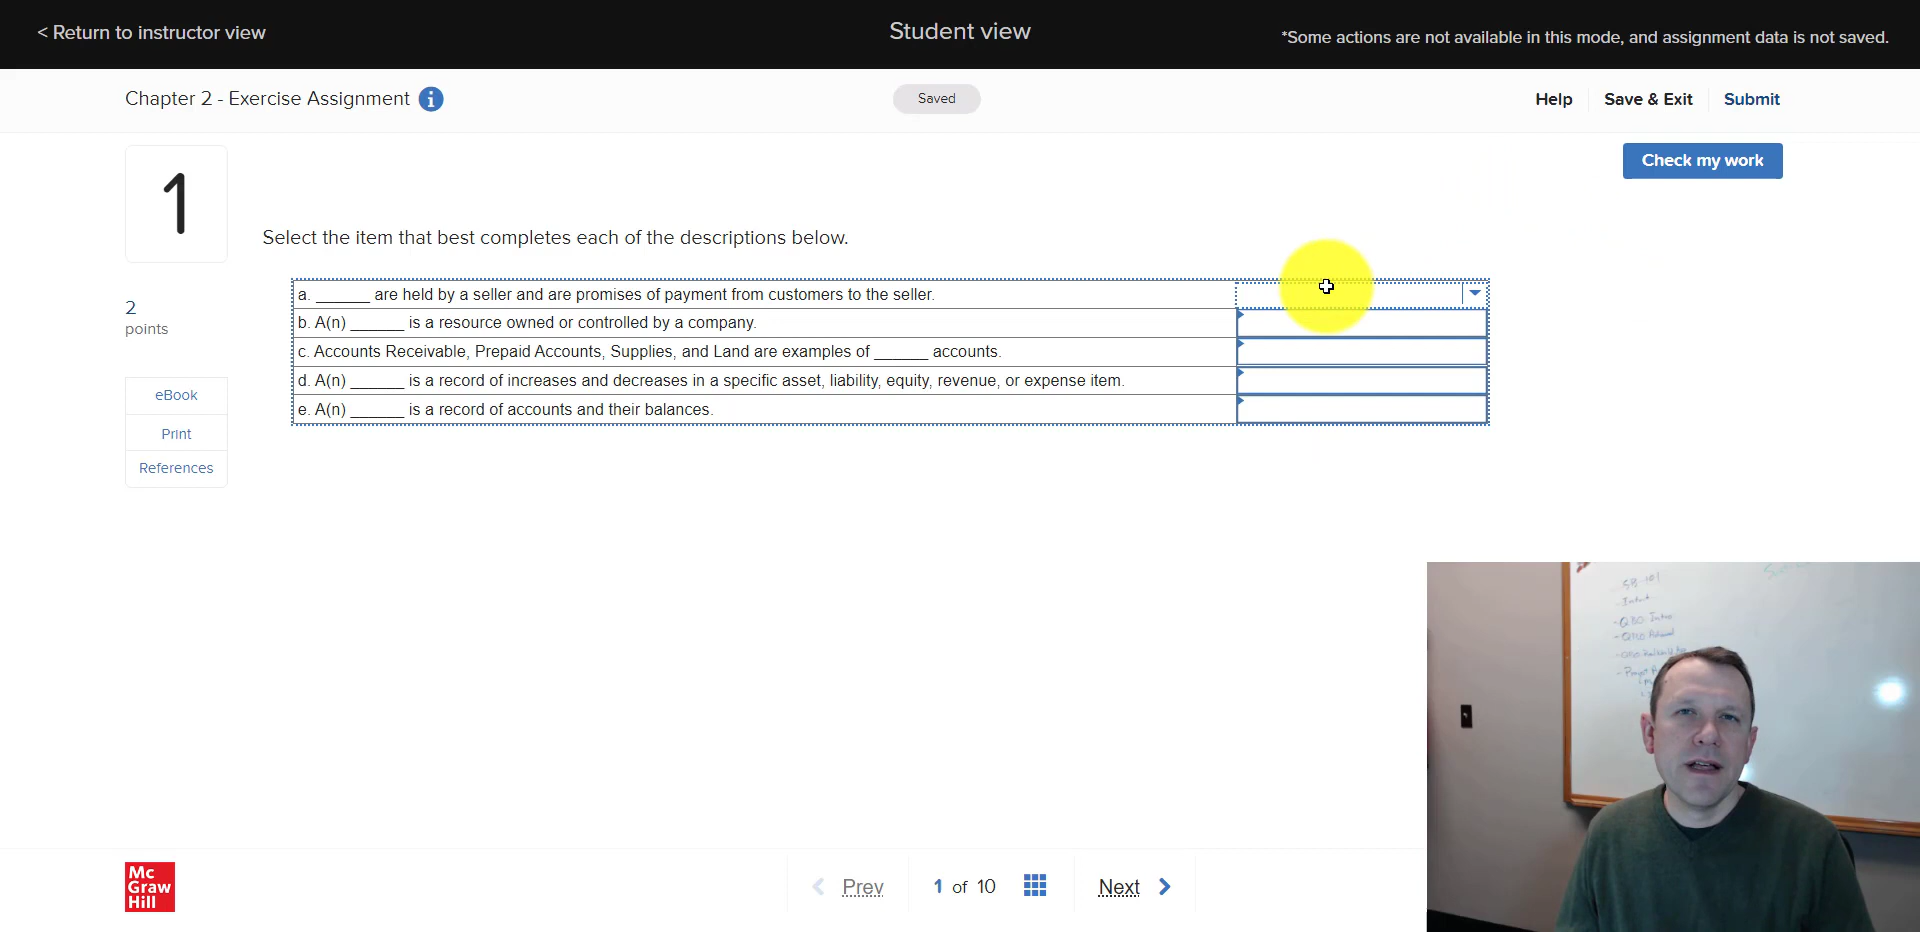 < Return to instructor view
Student view
*Some actions are not available in this mode, and assignment data is not saved.
Chapter 2 - Exercise Assignment i
Saved
Help
Save & Exit
Submit
1
Check my work
Select the item that best completes each of the descriptions below.
2
points
a. ______ are held by a seller and are promises of payment from customers to the seller.
b. A(n) ______ is a resource owned or controlled by a company.
c. Accounts Receivable, Prepaid Accounts, Supplies, and Land are examples of ______ accounts.
d. A(n) ______ is a record of increases and decreases in a specific asset, liability, equity, revenue, or expense item.
e. A(n) ______ is a record of accounts and their balances.
eBook
Print
References
Mc
Graw
Hill
Prev
1 of 10
Next